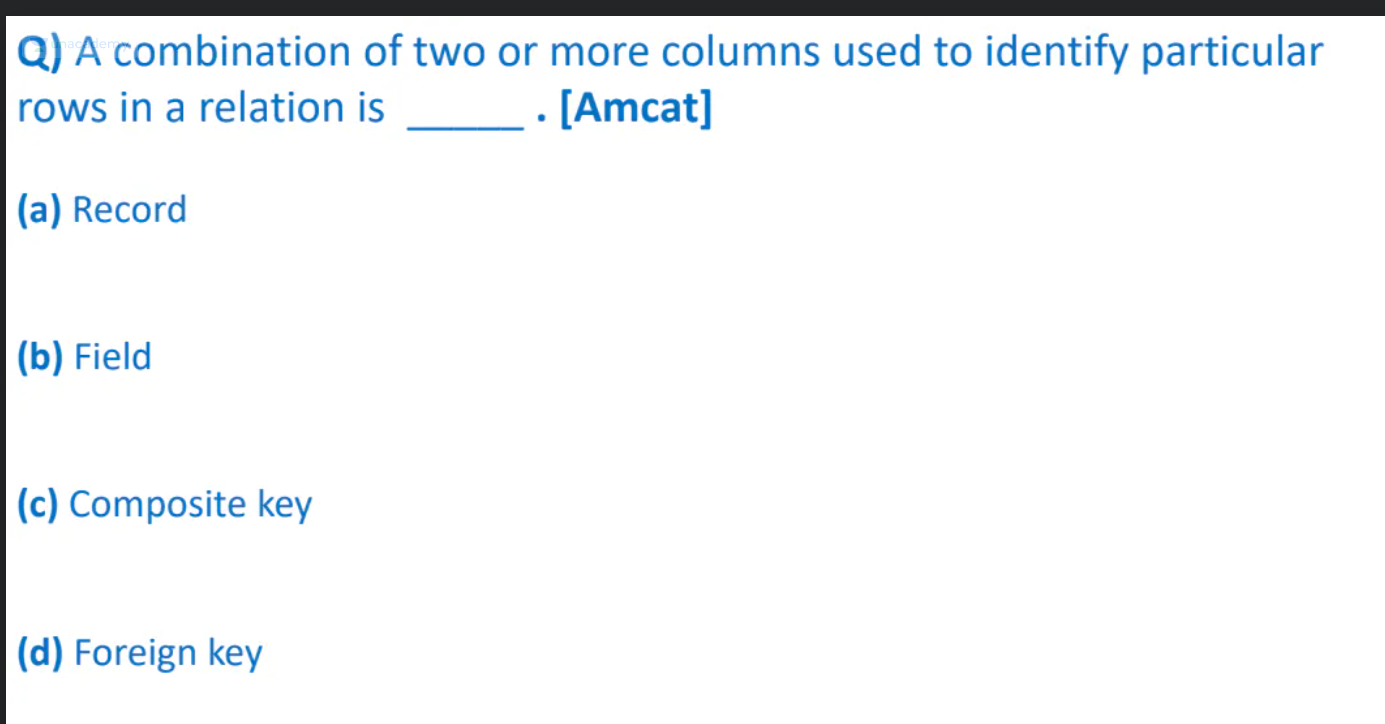 Q) A combination of two or more columns used to identify particular
rows in a relation is _____ . [Amcat]
(a) Record
(b) Field
(c) Composite key
(d) Foreign key